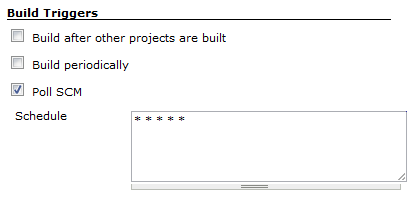 Build Triggers
Build after other projects are built
Build periodically
Poll SCM
Schedule
* * * * *